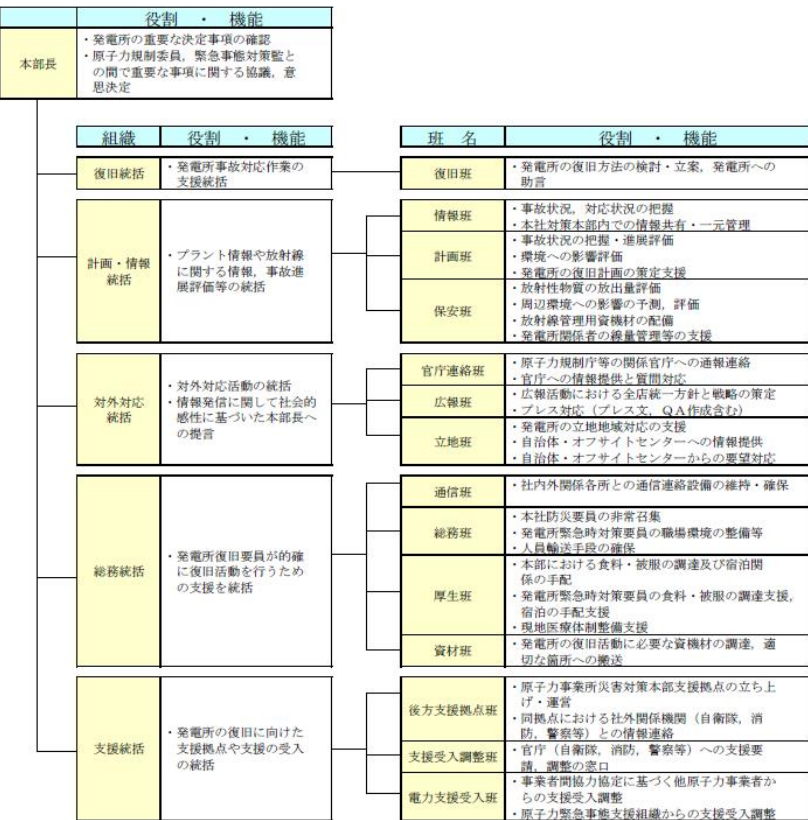 役割 ・ 機能
本部長
・発電所の重要な決定事項の確認
・原子力規制委員，緊急事態対策監と
の間で重要な事項に関する協議，意
思決定
組織
役割 ・ 機能
班 名
役割 ・ 機能
復旧統括
・発電所事故対応作業の
支援統括
復旧班
・発電所の復旧方法の検討・立案，発電所への
助言
計画・情報
統括
・プラント情報や放射線
に関する情報，事故進
展評価等の統括
情報班
・事故状況，対応状況の把握
・本社対策本部内での情報共有・一元管理
計画班
・事故状況の把握・進展評価
・環境への影響評価
・発電所の復旧計画の策定支援
保安班
・放射性物質の放出量評価
・周辺環境への影響の予測，評価
・放射線管理用資機材の配備
・発電所関係者の線量管理等の支援
対外対応
統括
・対外対応活動の統括
・情報発信に関して社会的
感性に基づいた本部長へ
の提言
官庁連絡班
・原子力規制庁等の関係官庁への通報連絡
・官庁への情報提供と質問対応
広報班
・広報活動における全店統一方針と戦略の策定
・プレス対応（プレス文，ＱＡ作成含む）
立地班
・発電所の立地地域対応の支援
・自治体・オフサイトセンターへの情報提供
・自治体・オフサイトセンターからの要望対応
総務統括
・発電所復旧要員が的確
に復旧活動を行うため
の支援を統括
通信班
・社内外関係各所との通信連絡設備の維持・確保
総務班
・本社防災要員の非常召集
・発電所緊急時対策要員の職場環境の整備等
・人員輸送手段の確保
厚生班
・本部における食料・被服の調達及び宿泊関
係の手配
・発電所緊急時対策要員の食料・被服の調達支援，
宿泊の手配支援
・現地医療体制整備支援
資材班
・発電所の復旧活動に必要な資機材の調達，適
切な箇所への搬送
支援統括
・発電所の復旧に向けた
支援拠点や支援の受入
の統括
後方支援拠点班
・原子力事業所災害対策本部支援拠点の立ち上
げ・運営
・同拠点における社外関係機関（自衛隊，消
防，警察等）との情報連絡
支援受入調整班
・官庁（自衛隊，消防，警察等）への支援要
請，調整の窓口
電力支援受入班
・事業者間協力協定に基づく他原子力事業者か
らの支援受入調整
・原子力緊急事態支援組織からの支援受入調整